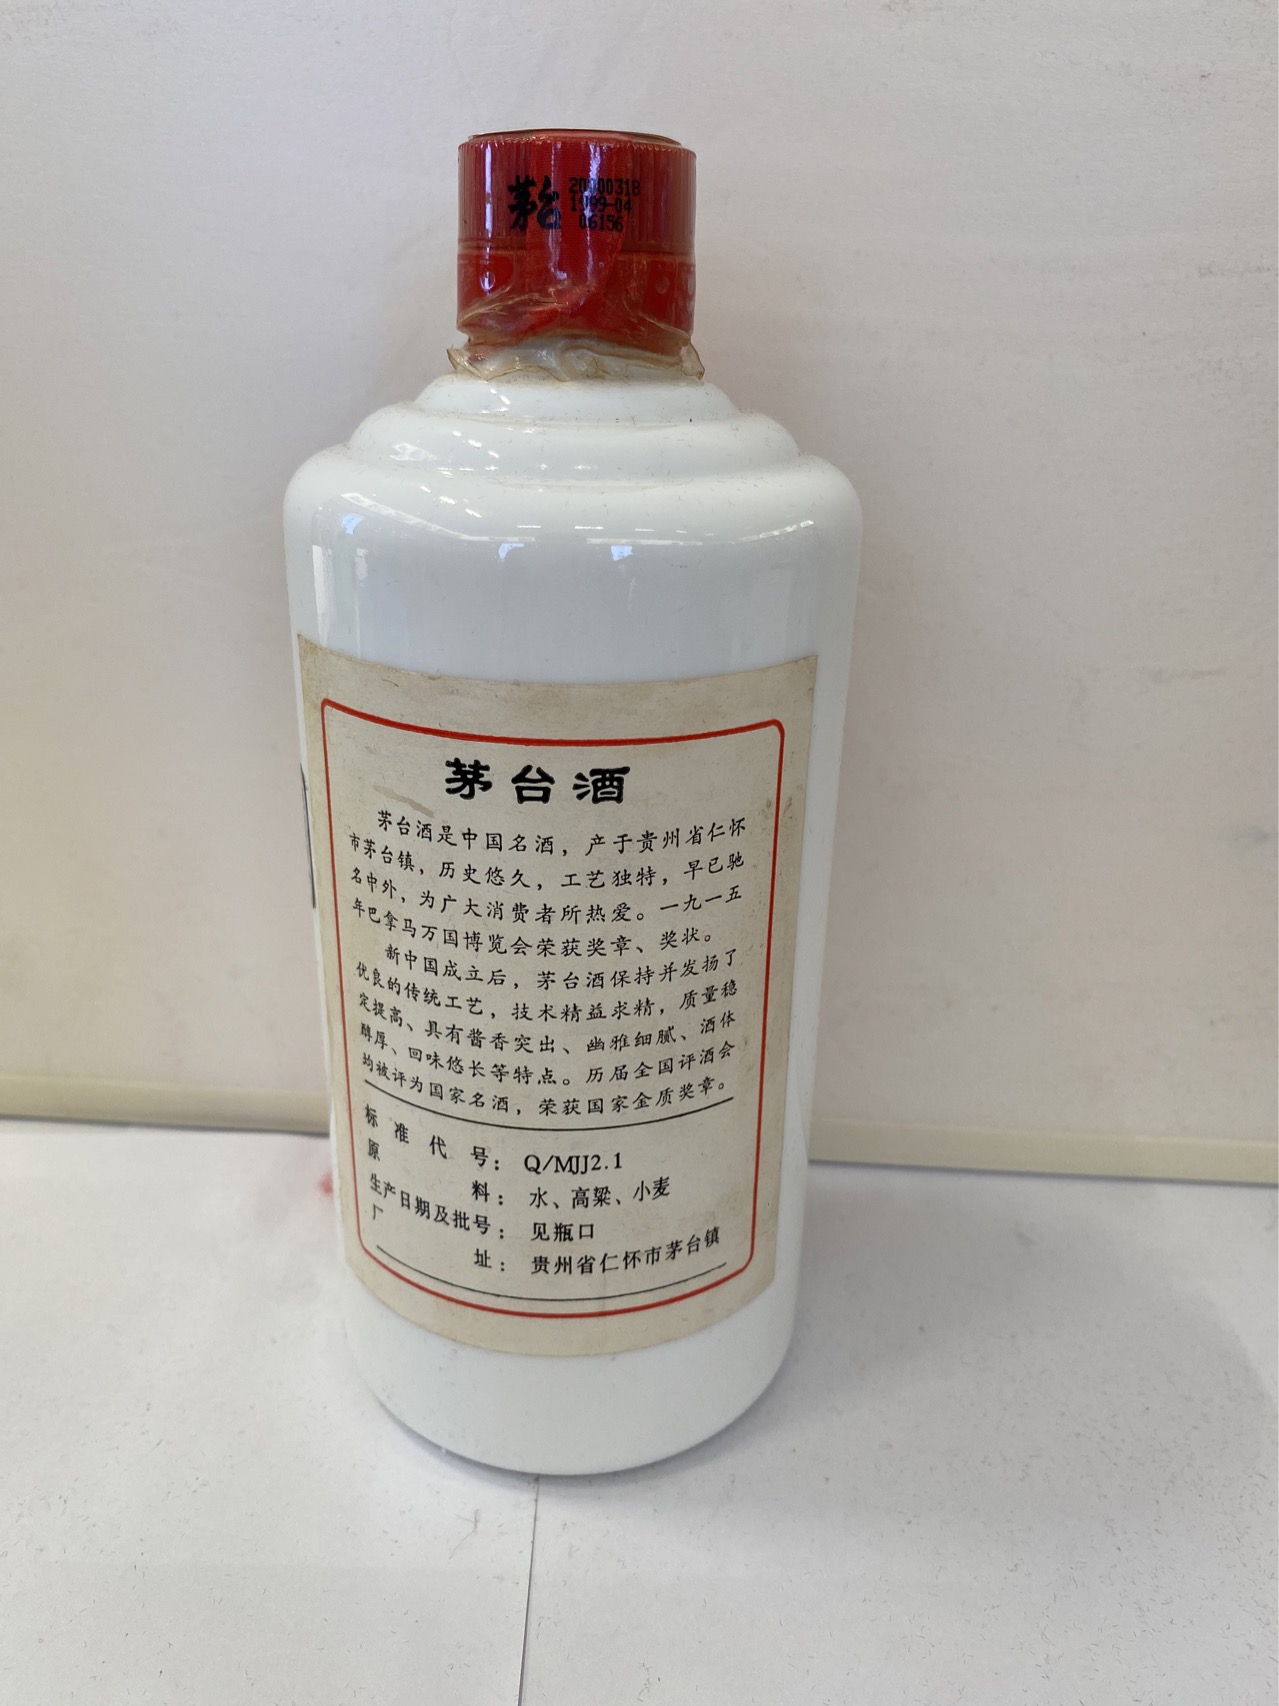 茅台
20000318
1999-04
06156
茅台酒
茅台酒是中国名酒，产于贵州省仁怀
市茅台镇，历史悠久，工艺独特，早已驰
名中外，为广大消费者所热爱。一九一五
年巴拿马万国博览会荣获奖章、奖状。
新中国成立后，茅台酒保持并发扬了
优良的传统工艺，技术精益求精，质量稳
定提高、具有酱香突出、幽雅细腻、酒体
醇厚、回味悠长等特点。历届全国评酒会
均被评为国家名酒，荣获国家金质奖章。
标准代号：Q/MJJ2.1
原料：水、高粱、小麦
生产日期及批号：见瓶口
厂址：贵州省仁怀市茅台镇